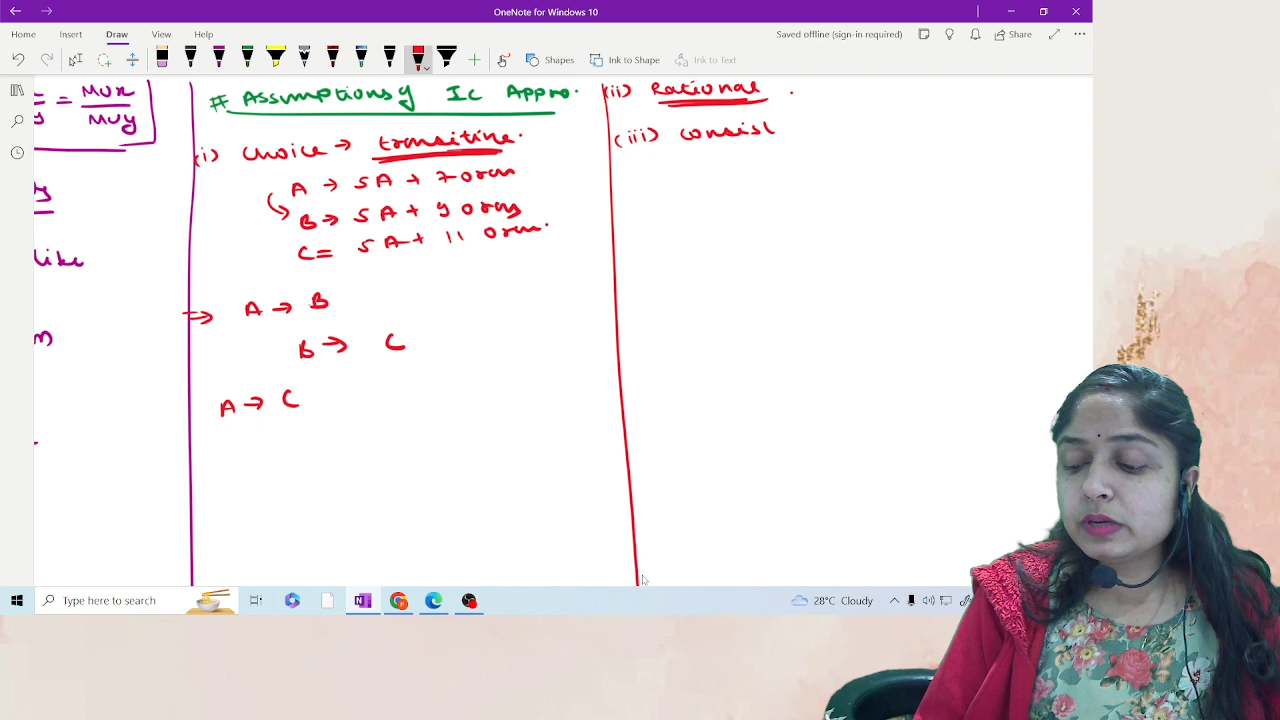 OneNote for Windows 10
Home Insert Draw View Help
Saved offline (sign-in required) Share
Shapes Ink to Shape Ink to Text
= MUx
y MUy
like
m
# Assumptions of Ic Appro.
(i) choice → transitive.
A → 5A + 7 oran
B → 5A + 9 oran
C = 5A + 11 oran.
⇒ A → B
B → C
A → C
(ii) Rational .
(iii) consist
Type here to search
28°C Cloudy